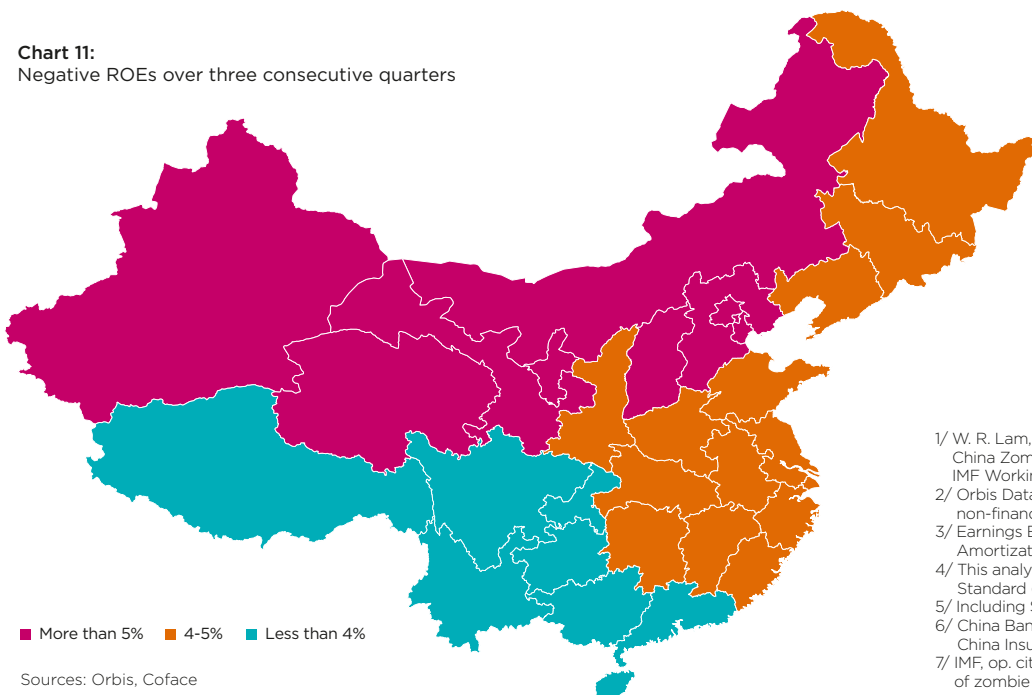 Chart 11:
Negative ROEs over three consecutive quarters
More than 5% 4-5% Less than 4%
Sources: Orbis, Coface
1/ W. R. Lam,
China Zom
IMF Workin
2/ Orbis Data
non-financ
3/ Earnings B
Amortizat
4/ This analy
Standard
5/ Including S
6/ China Ban
China Insu
7/ IMF, op. cit
of zombie